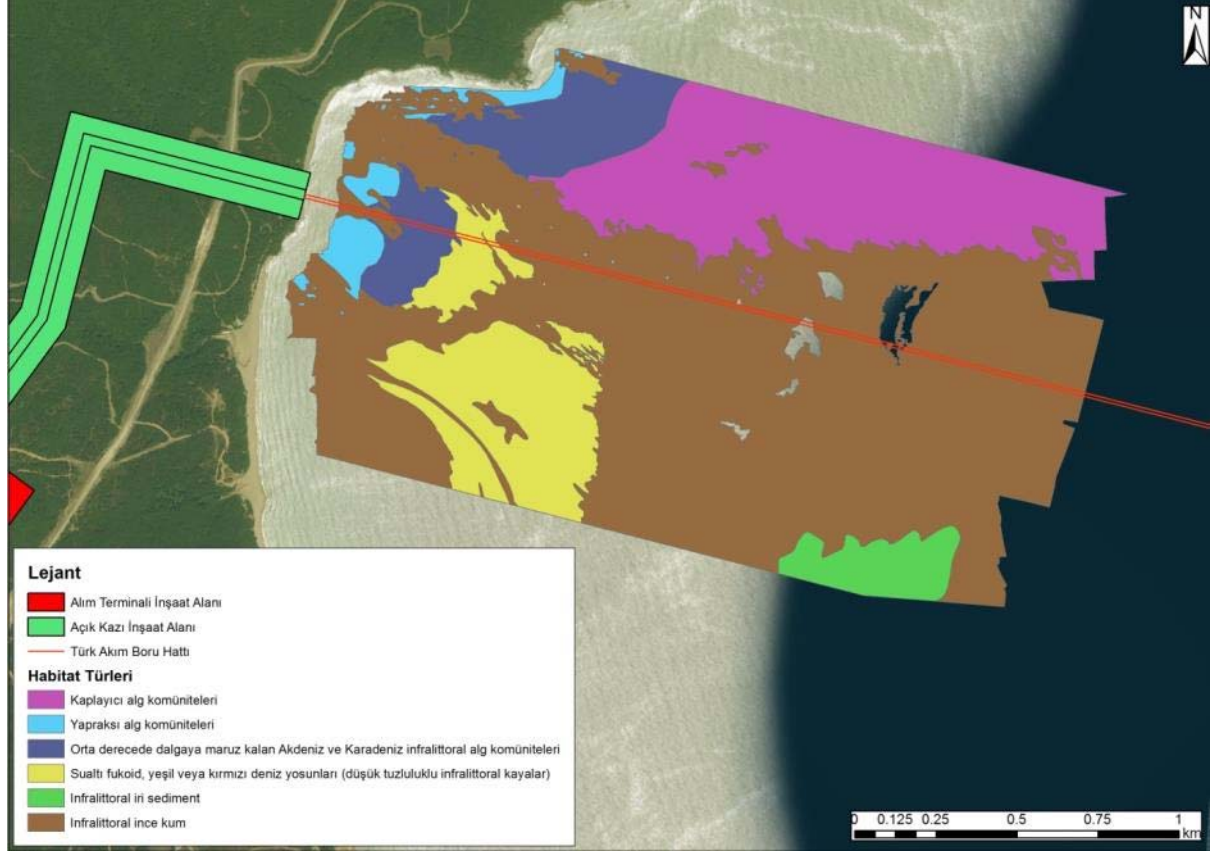 N
Lejant
Alım Terminali İnşaat Alanı
Açık Kazı İnşaat Alanı
Türk Akım Boru Hattı
Habitat Türleri
Kaplayıcı alg komüniteleri
Yapraksı alg komüniteleri
Orta derecede dalgaya maruz kalan Akdeniz ve Karadeniz infralittoral alg komüniteleri
Sualtı fukoid, yeşil veya kırmızı deniz yosunları (düşük tuzluluklu infralittoral kayalar)
Infralittoral iri sediment
Infralittoral ince kum
0 0.125 0.25 0.5 0.75 1
km